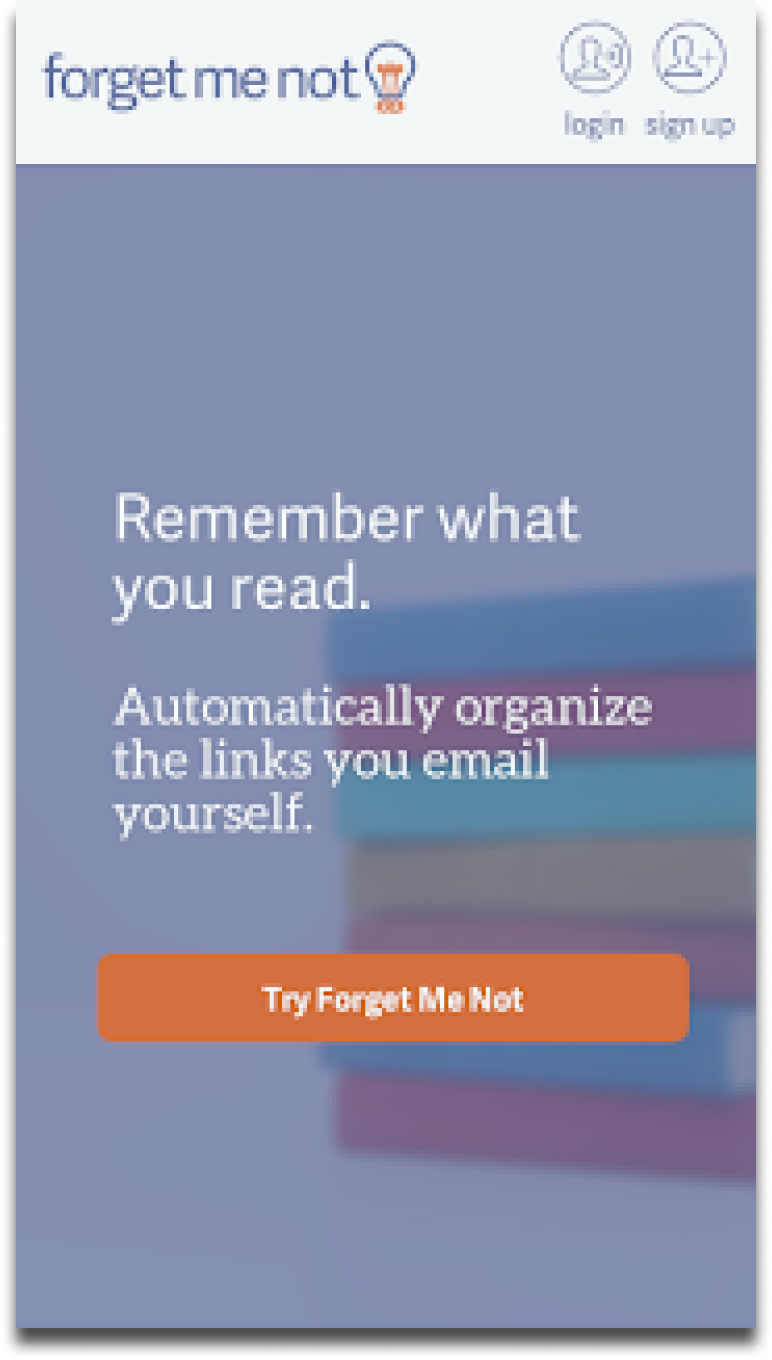 forget me not
login sign up
Remember what
you read.
Automatically organize
the links you email
yourself.
Try Forget Me Not